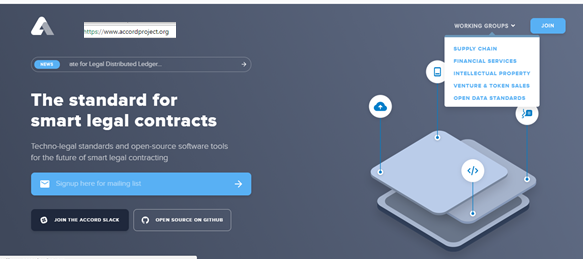 https://www.accordproject.org
WORKING GROUPS
JOIN
SUPPLY CHAIN
FINANCIAL SERVICES
INTELLECTUAL PROPERTY
VENTURE & TOKEN SALES
OPEN DATA STANDARDS
NEWS
ate for Legal Distributed Ledger...
The standard for
smart legal contracts
Techno-legal standards and open-source software tools
for the future of smart legal contracting
Signup here for mailing list
JOIN THE ACCORD SLACK
OPEN SOURCE ON GITHUB